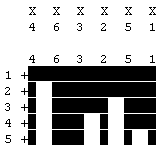 X X X X X X
4 6 3 2 5 1
4 6 3 2 5 1
1 +
2 +
3 +
4 +
5 +